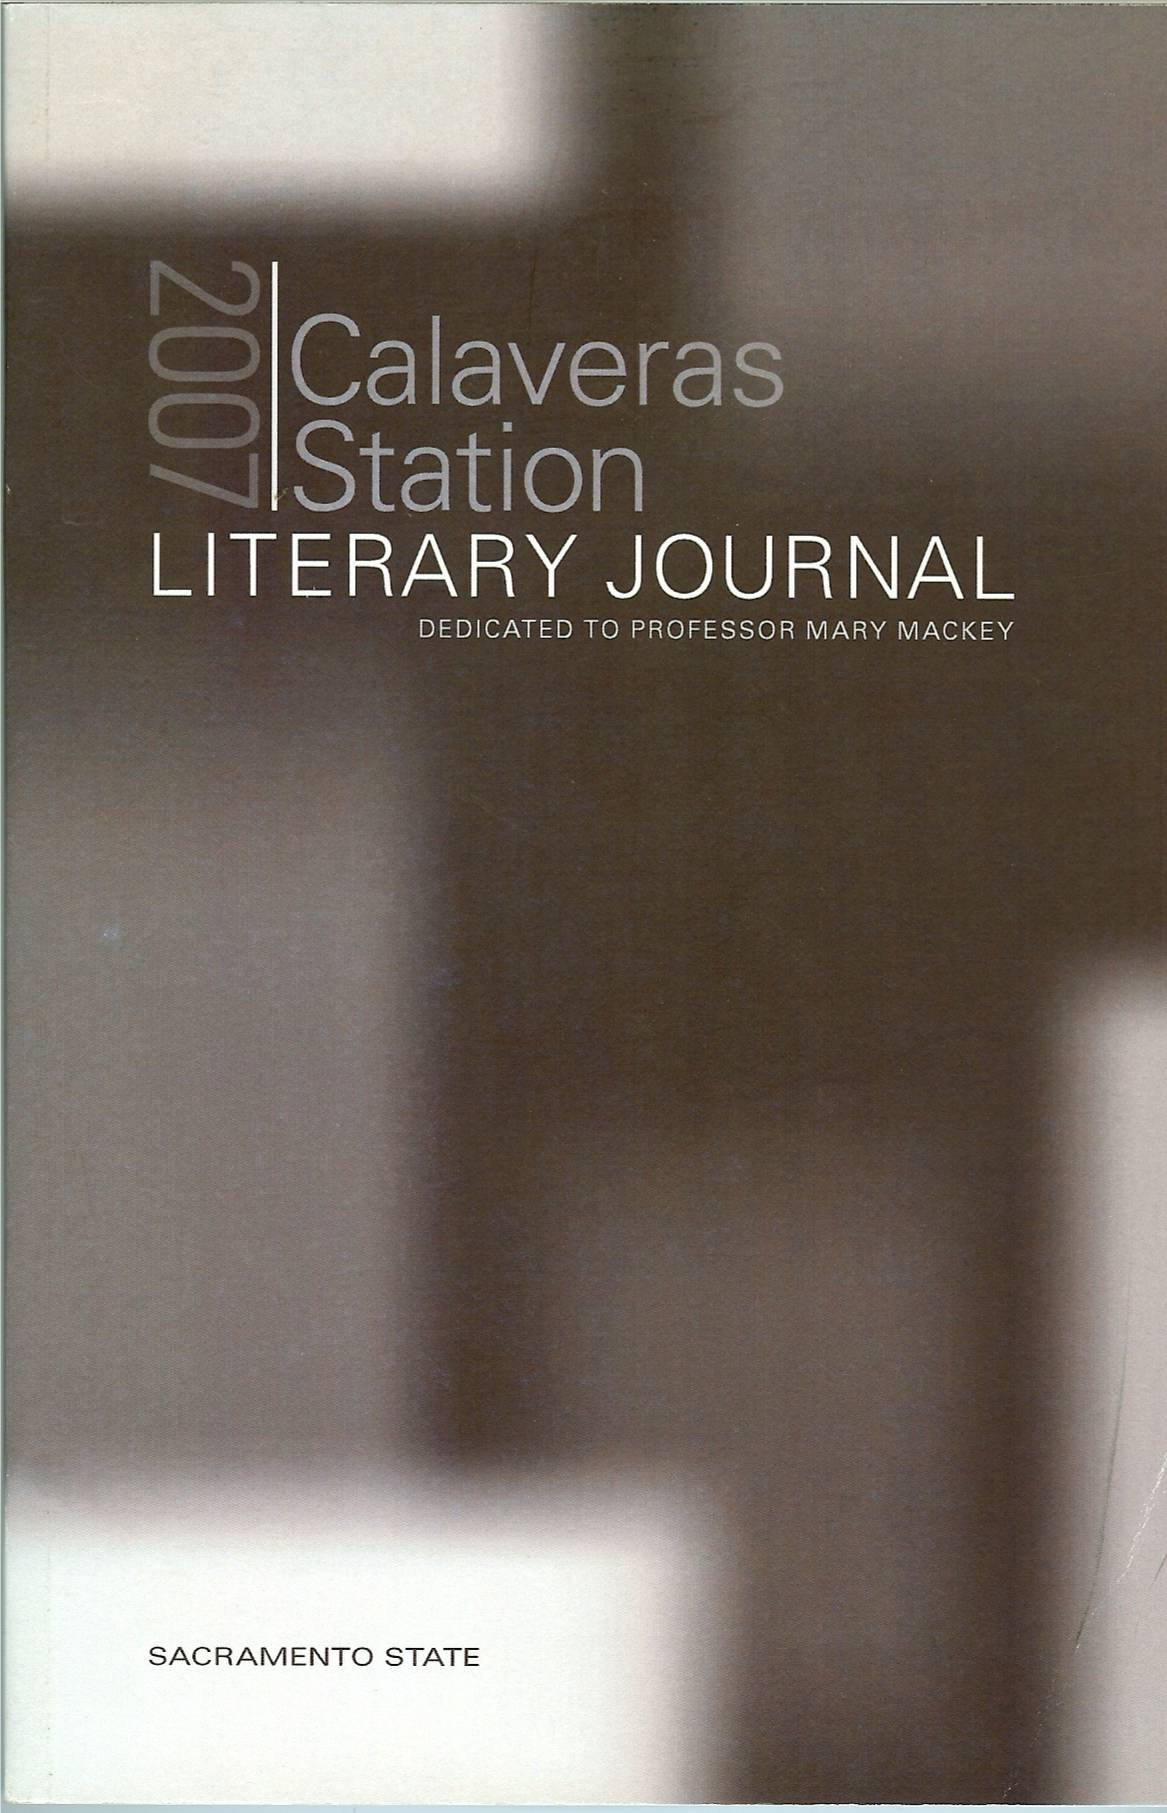 2007
Calaveras
Station
LITERARY JOURNAL
DEDICATED TO PROFESSOR MARY MACKEY
SACRAMENTO STATE